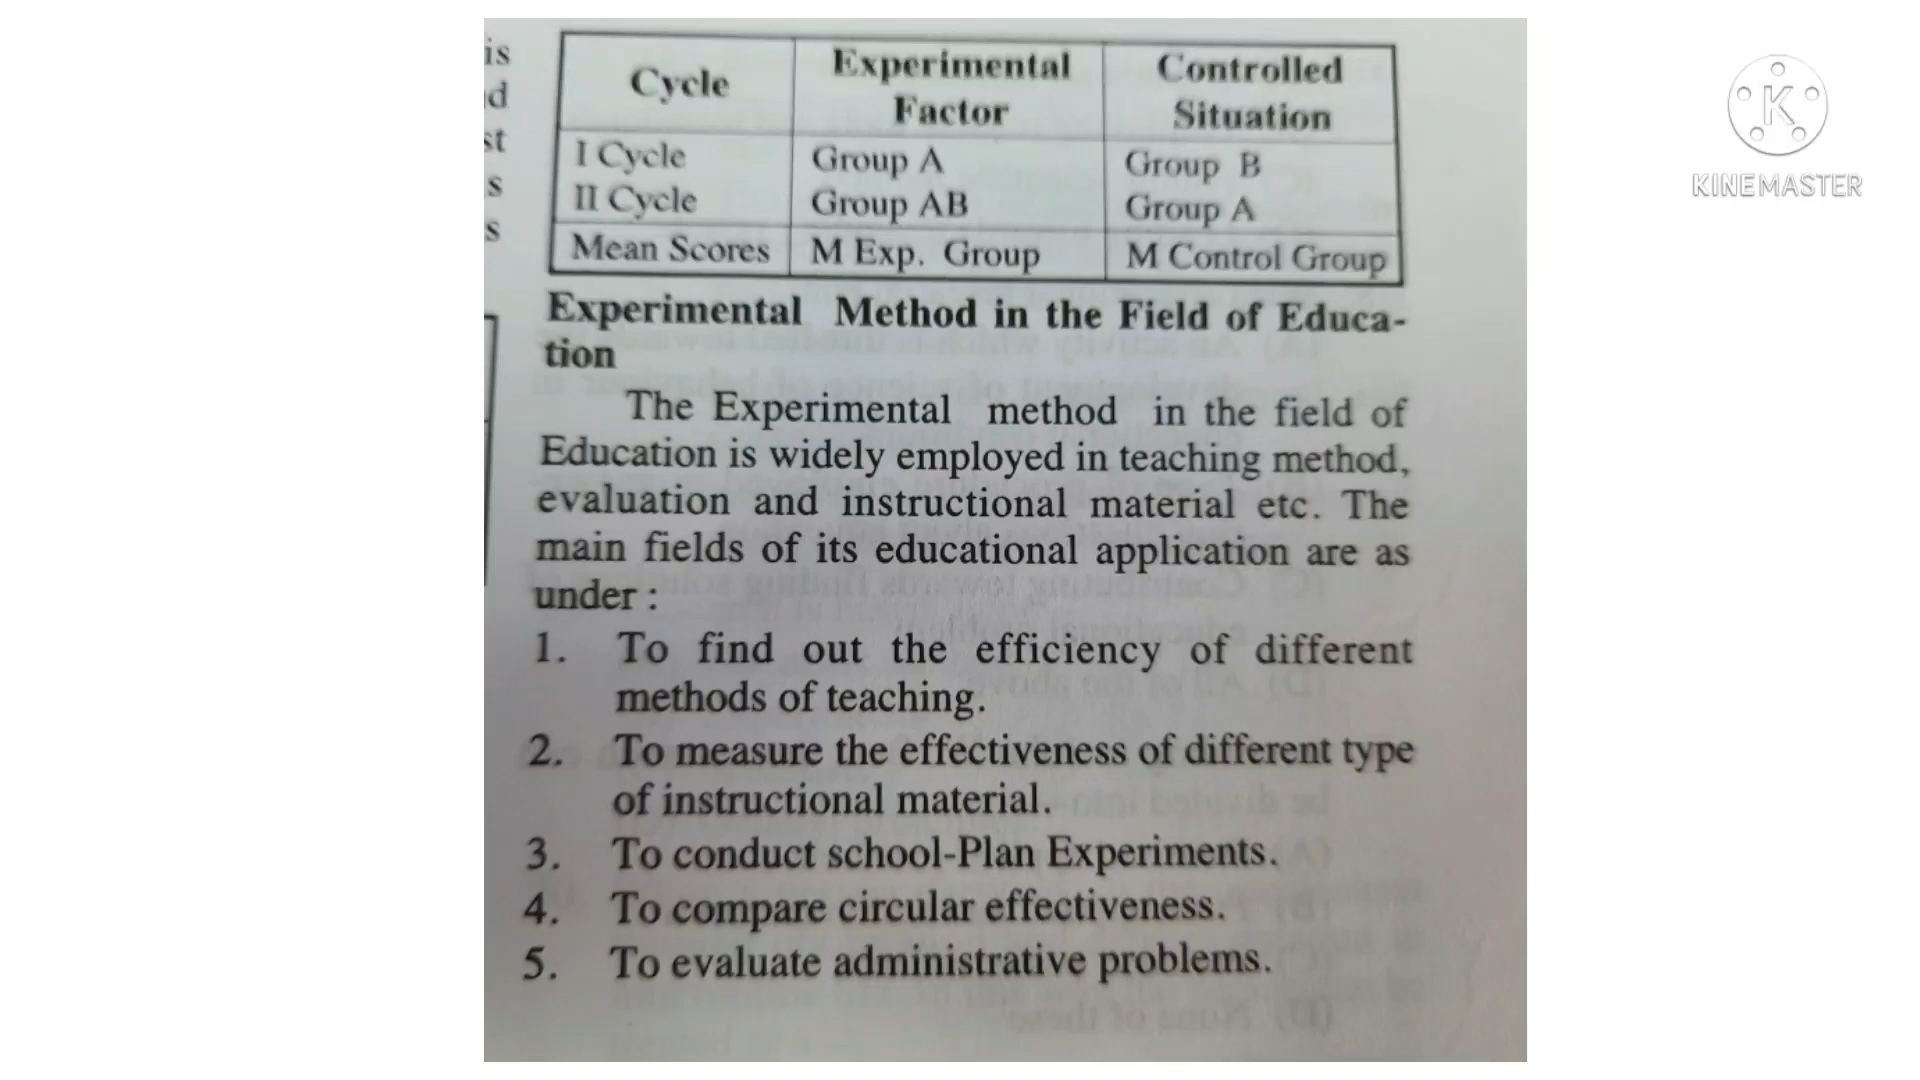 is
d
st
s
s
Cycle Experimental Factor Controlled Situation
I Cycle Group A Group B
II Cycle Group AB Group A
Mean Scores M Exp. Group M Control Group
Experimental Method in the Field of Educa-
tion
The Experimental method in the field of
Education is widely employed in teaching method,
evaluation and instructional material etc. The
main fields of its educational application are as
under :
1. To find out the efficiency of different
methods of teaching.
2. To measure the effectiveness of different type
of instructional material.
3. To conduct school-Plan Experiments.
4. To compare circular effectiveness.
5. To evaluate administrative problems.
K
KINEMASTER